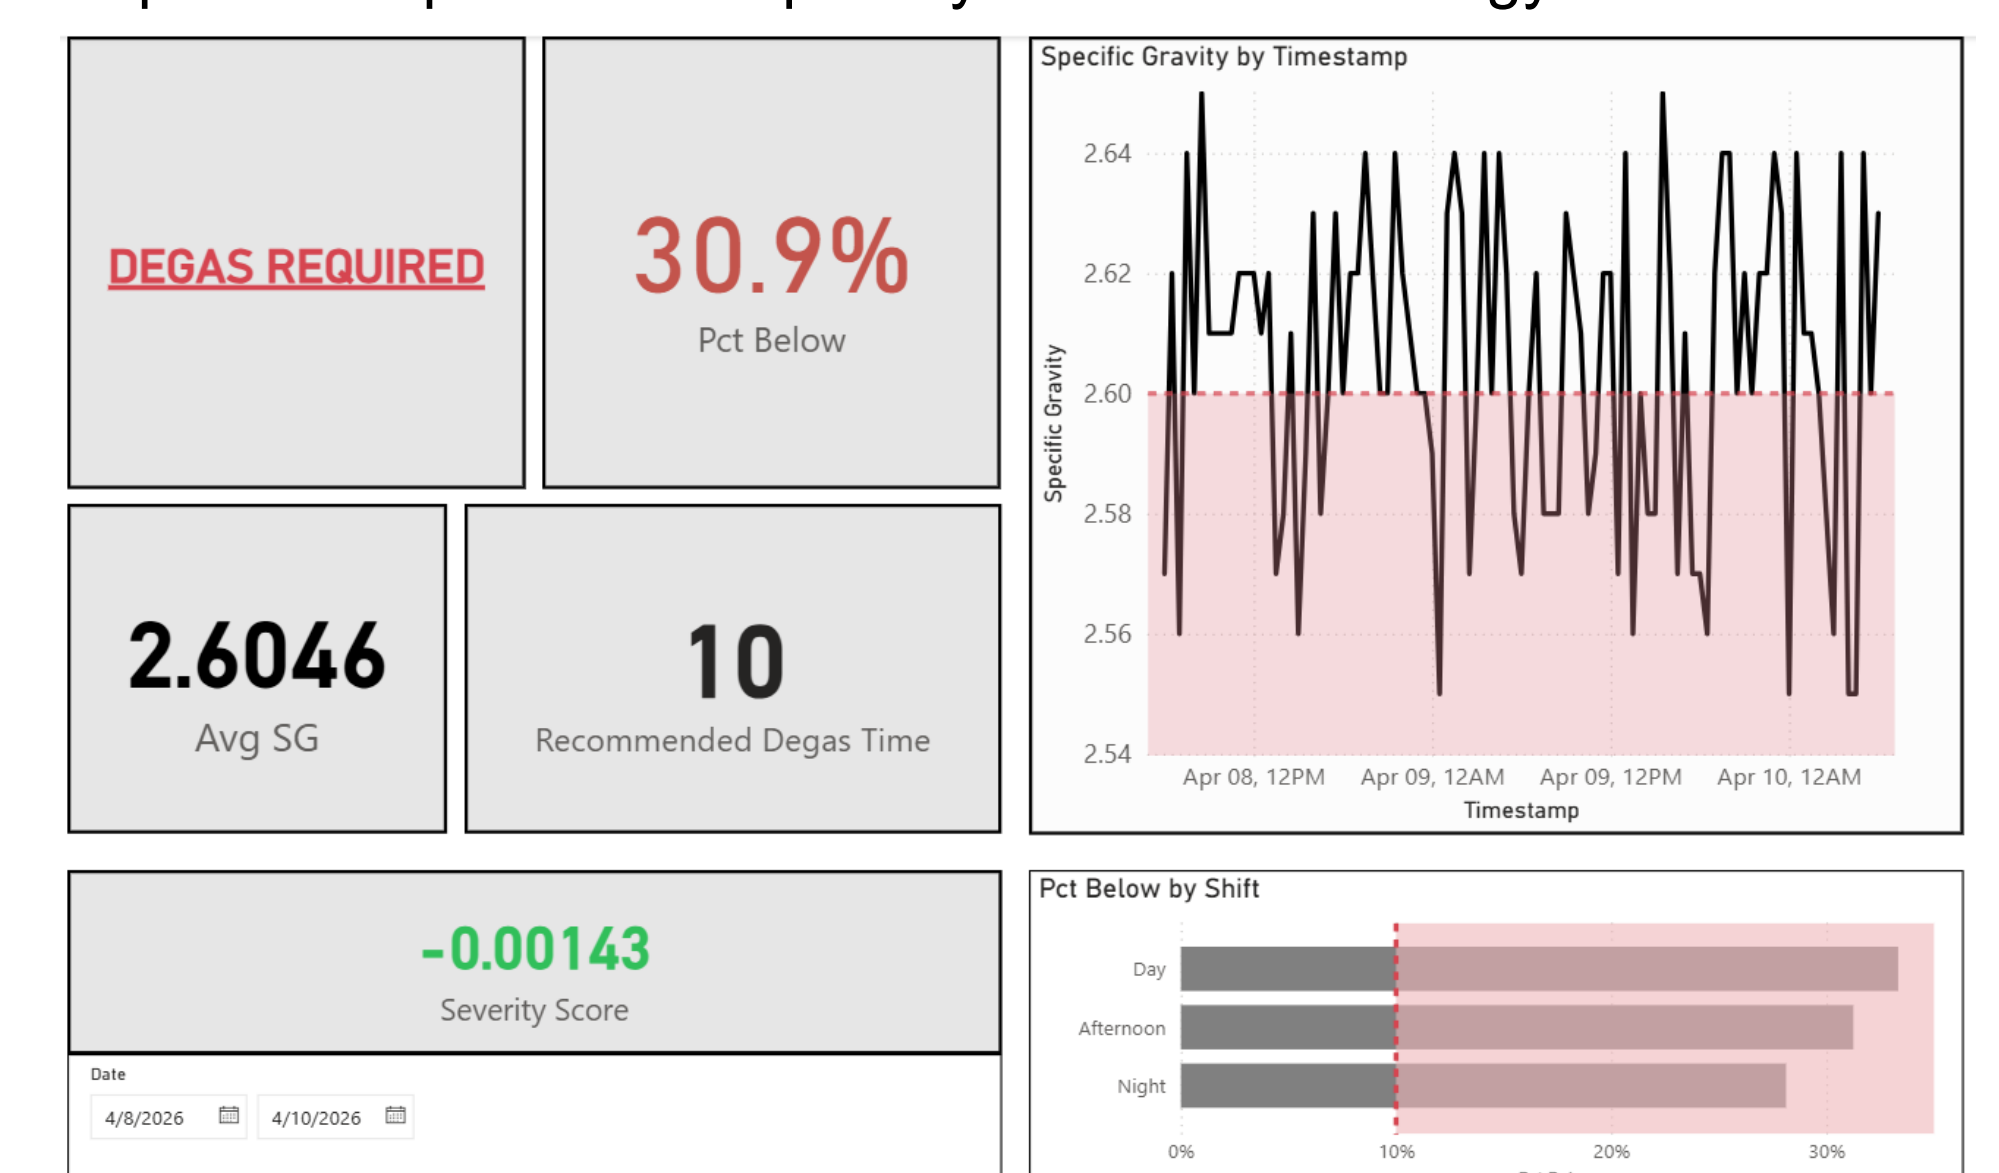 DEGAS REQUIRED
30.9%
Pct Below
2.6046
Avg SG
10
Recommended Degas Time
-0.00143
Severity Score
Date
4/8/2026
4/10/2026
Specific Gravity by Timestamp
Specific Gravity
2.64
2.62
2.60
2.58
2.56
2.54
Apr 08, 12PM
Apr 09, 12AM
Apr 09, 12PM
Apr 10, 12AM
Timestamp
Pct Below by Shift
Day
Afternoon
Night
0%
10%
20%
30%